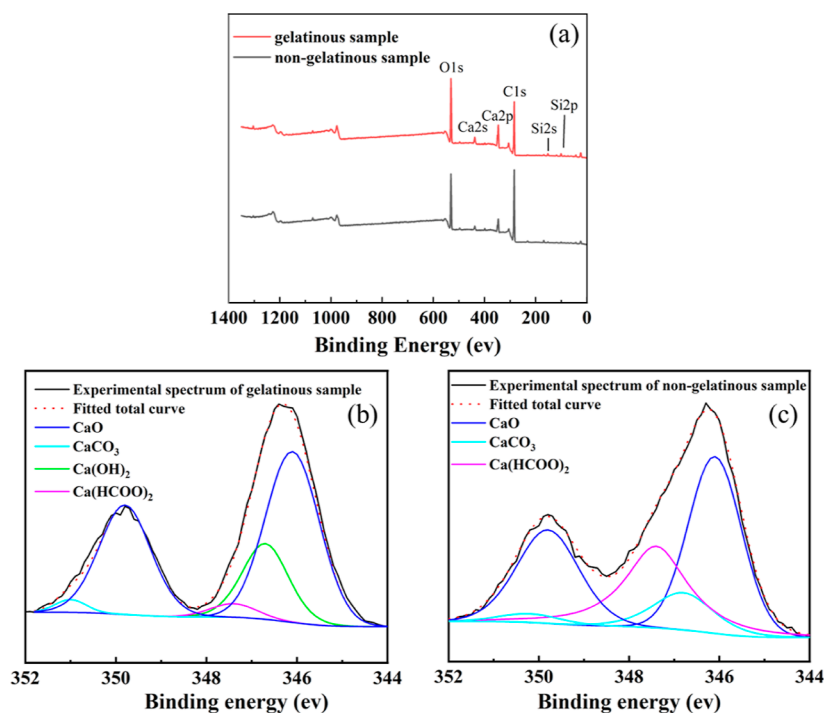 (a)
gelatinous sample
non-gelatinous sample
O1s
C1s
Ca2s
Ca2p
Si2s
Si2p
1400 1200 1000 800 600 400 200 0
Binding Energy (ev)
(b)
Experimental spectrum of gelatinous sample
Fitted total curve
CaO
CaCO₃
Ca(OH)₂
Ca(HCOO)₂
352 350 348 346 344
Binding energy (ev)
(c)
Experimental spectrum of non-gelatinous sample
Fitted total curve
CaO
CaCO₃
Ca(HCOO)₂
352 350 348 346 344
Binding energy (ev)